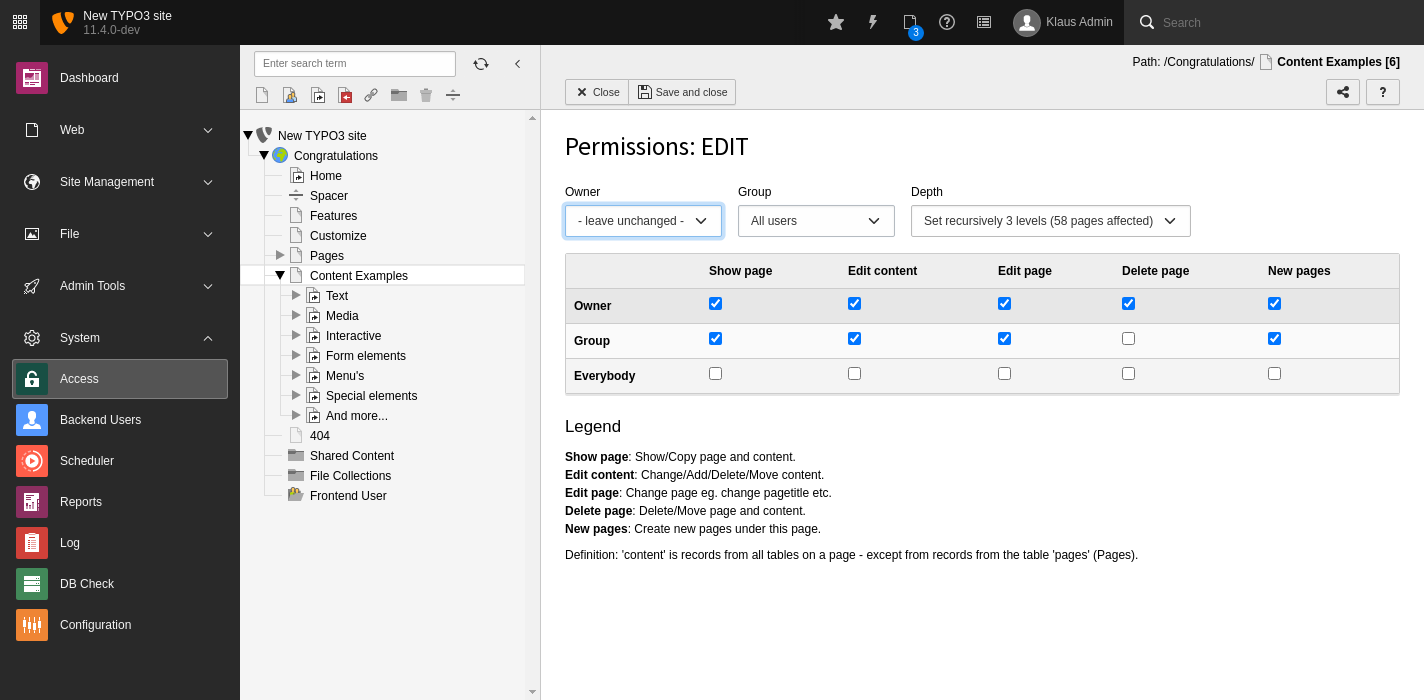 New TYPO3 site
11.4.0-dev
3
Klaus Admin
Search
Dashboard
Web
Site Management
File
Admin Tools
System
Access
Backend Users
Scheduler
Reports
Log
DB Check
Configuration
Enter search term
New TYPO3 site
Congratulations
Home
Spacer
Features
Customize
Pages
Content Examples
Text
Media
Interactive
Form elements
Menu's
Special elements
And more...
404
Shared Content
File Collections
Frontend User
Path: /Congratulations/ Content Examples [6]
Close Save and close ?
Permissions: EDIT
Owner Group Depth
- leave unchanged - All users Set recursively 3 levels (58 pages affected)
Show page Edit content Edit page Delete page New pages
Owner
Group
Everybody
Legend
Show page: Show/Copy page and content.
Edit content: Change/Add/Delete/Move content.
Edit page: Change page eg. change pagetitle etc.
Delete page: Delete/Move page and content.
New pages: Create new pages under this page.
Definition: 'content' is records from all tables on a page - except from records from the table 'pages' (Pages).